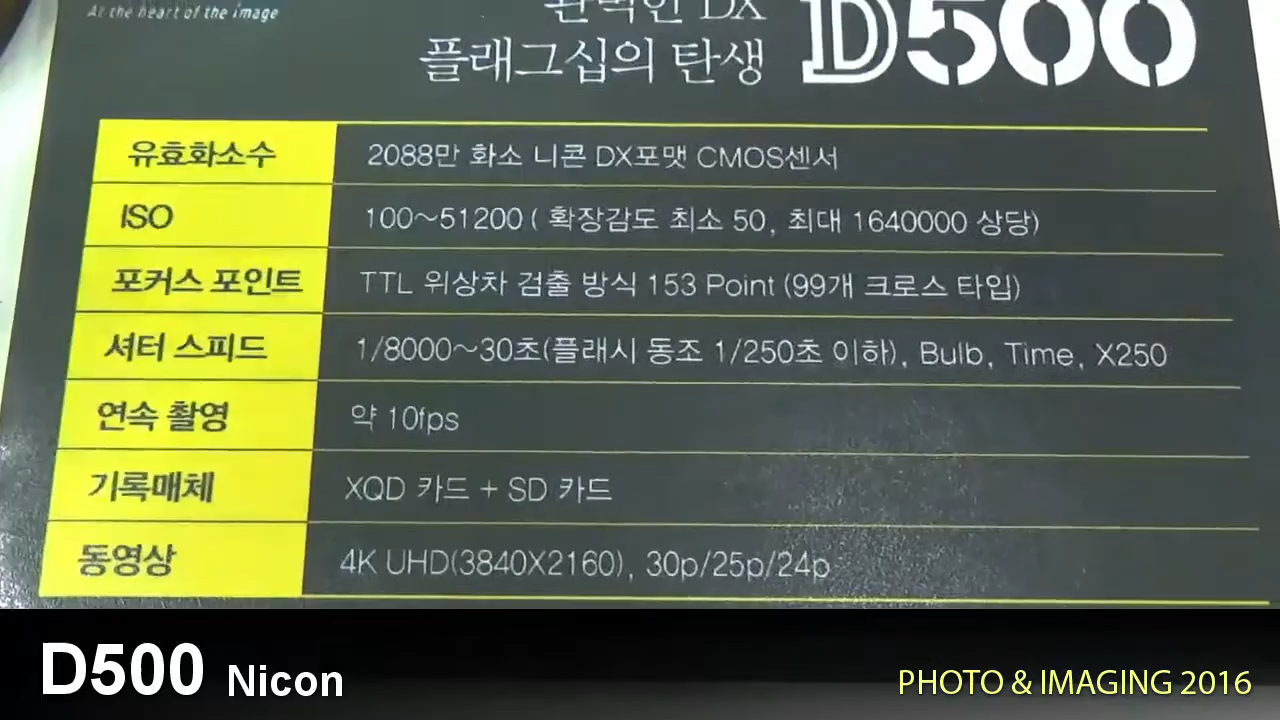 At the heart of the image
완벽한 DX
플래그십의 탄생
D500
유효화소수 2088만 화소 니콘 DX포맷 CMOS센서
ISO 100~51200 ( 확장감도 최소 50, 최대 1640000 상당)
포커스 포인트 TTL 위상차 검출 방식 153 Point (99개 크로스 타입)
셔터 스피드 1/8000~30초(플래시 동조 1/250초 이하), Bulb, Time, X250
연속 촬영 약 10fps
기록매체 XQD 카드 + SD 카드
동영상 4K UHD(3840X2160), 30p/25p/24p
D500 Nicon
PHOTO & IMAGING 2016